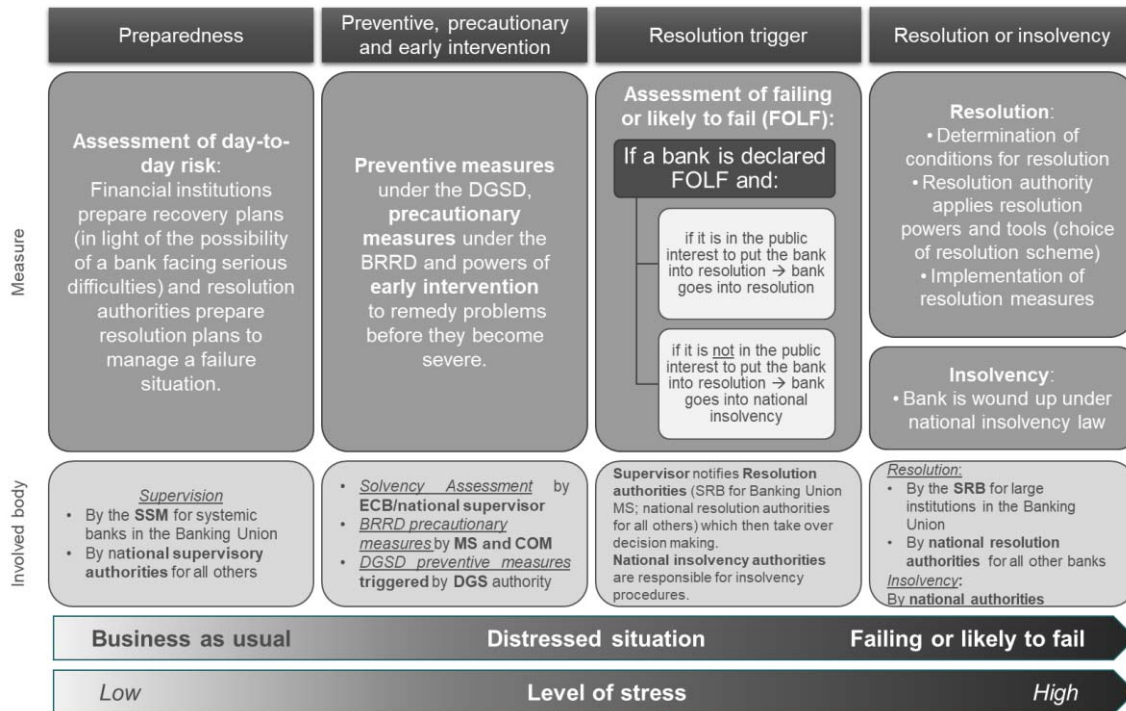 Preparedness
Preventive, precautionary
and early intervention
Resolution trigger
Resolution or insolvency
Measure
Assessment of day-to-
day risk:
Financial institutions
prepare recovery plans
(in light of the possibility
of a bank facing serious
difficulties) and resolution
authorities prepare
resolution plans to
manage a failure
situation.
Preventive measures
under the DGSD,
precautionary
measures under the
BRRD and powers of
early intervention
to remedy problems
before they become
severe.
Assessment of failing
or likely to fail (FOLF):
If a bank is declared
FOLF and:
if it is in the public
interest to put the bank
into resolution → bank
goes into resolution
if it is not in the public
interest to put the bank
into resolution → bank
goes into national
insolvency
Resolution:
• Determination of
conditions for resolution
• Resolution authority
applies resolution
powers and tools (choice
of resolution scheme)
• Implementation of
resolution measures
Insolvency:
• Bank is wound up under
national insolvency law
Involved body
Supervision
• By the SSM for systemic
banks in the Banking Union
• By national supervisory
authorities for all others
• Solvency Assessment by
ECB/national supervisor
• BRRD precautionary
measures by MS and COM
• DGSD preventive measures
triggered by DGS authority
Supervisor notifies Resolution
authorities (SRB for Banking Union
MS; national resolution authorities
for all others) which then take over
decision making.
National insolvency authorities
are responsible for insolvency
procedures.
Resolution:
• By the SRB for large
institutions in the Banking
Union
• By national resolution
authorities for all other banks
Insolvency:
By national authorities
Business as usual
Distressed situation
Failing or likely to fail
Low
Level of stress
High